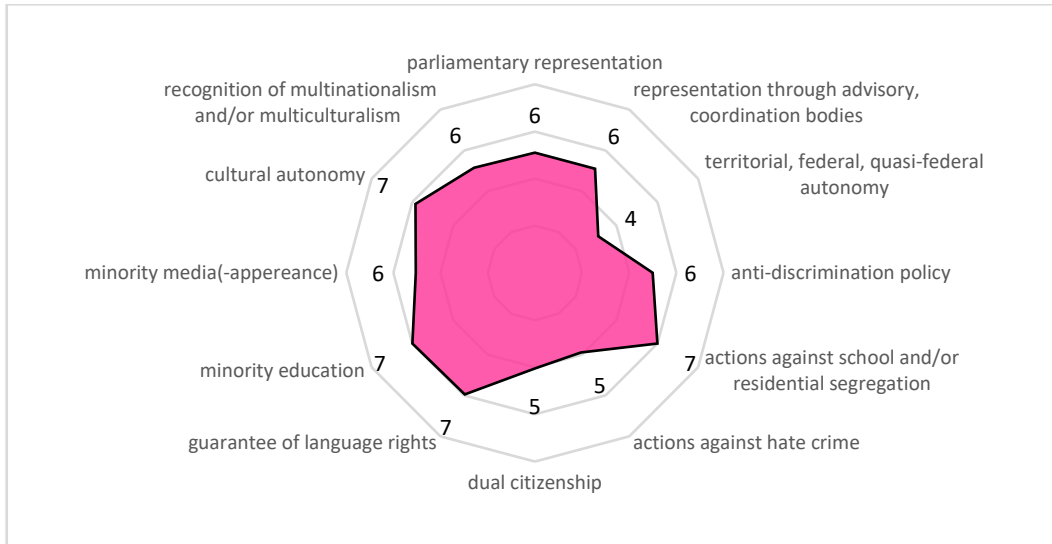 parliamentary representation
6
representation through advisory,
coordination bodies
6
territorial, federal, quasi-federal
autonomy
4
anti-discrimination policy
6
actions against school and/or
residential segregation
7
actions against hate crime
5
dual citizenship
5
guarantee of language rights
7
minority education
7
minority media(-appereance)
6
cultural autonomy
7
recognition of multinationalism
and/or multiculturalism
6